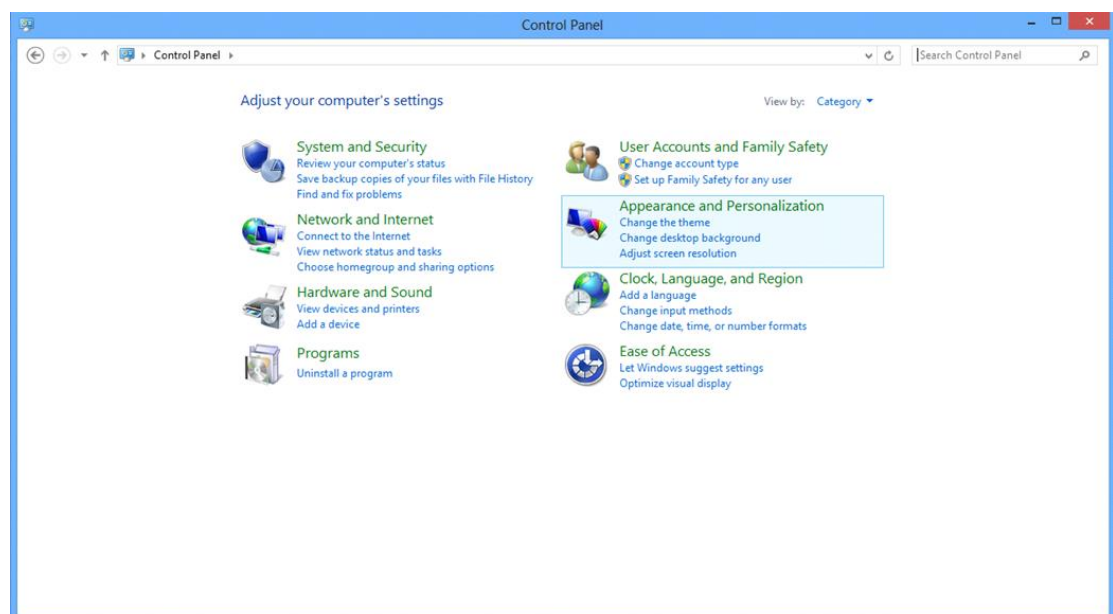 Control Panel
Control Panel
Search Control Panel
Adjust your computer's settings
View by: Category
System and Security
Review your computer's status
Save backup copies of your files with File History
Find and fix problems
Network and Internet
Connect to the Internet
View network status and tasks
Choose homegroup and sharing options
Hardware and Sound
View devices and printers
Add a device
Programs
Uninstall a program
User Accounts and Family Safety
Change account type
Set up Family Safety for any user
Appearance and Personalization
Change the theme
Change desktop background
Adjust screen resolution
Clock, Language, and Region
Add a language
Change input methods
Change date, time, or number formats
Ease of Access
Let Windows suggest settings
Optimize visual display